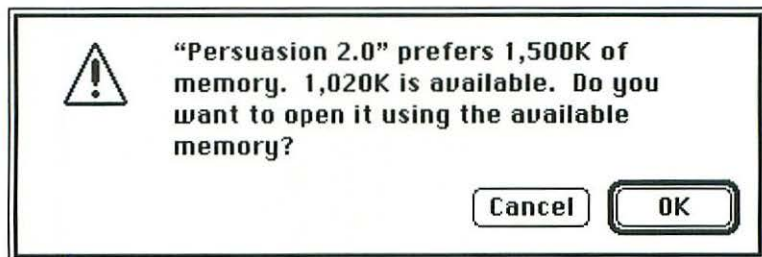 “Persuasion 2.0” prefers 1,500K of
memory.  1,020K is available.  Do you
want to open it using the available
memory?
Cancel
OK